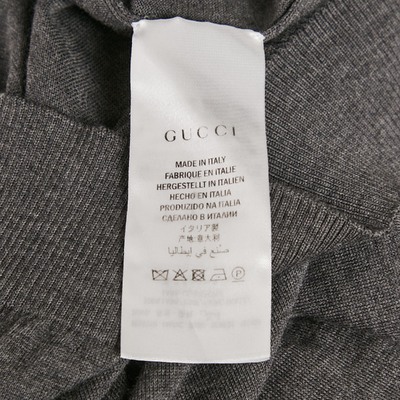 GUCCI
MADE IN ITALY
FABRIQUE EN ITALIE
HERGESTELLT IN ITALIEN
HECHO EN ITALIA
PRODUZIDO NA ITALIA
СДЕЛАНО В ИТАЛИИ
イタリア製
产地 意大利
صنع في إيطاليا
P